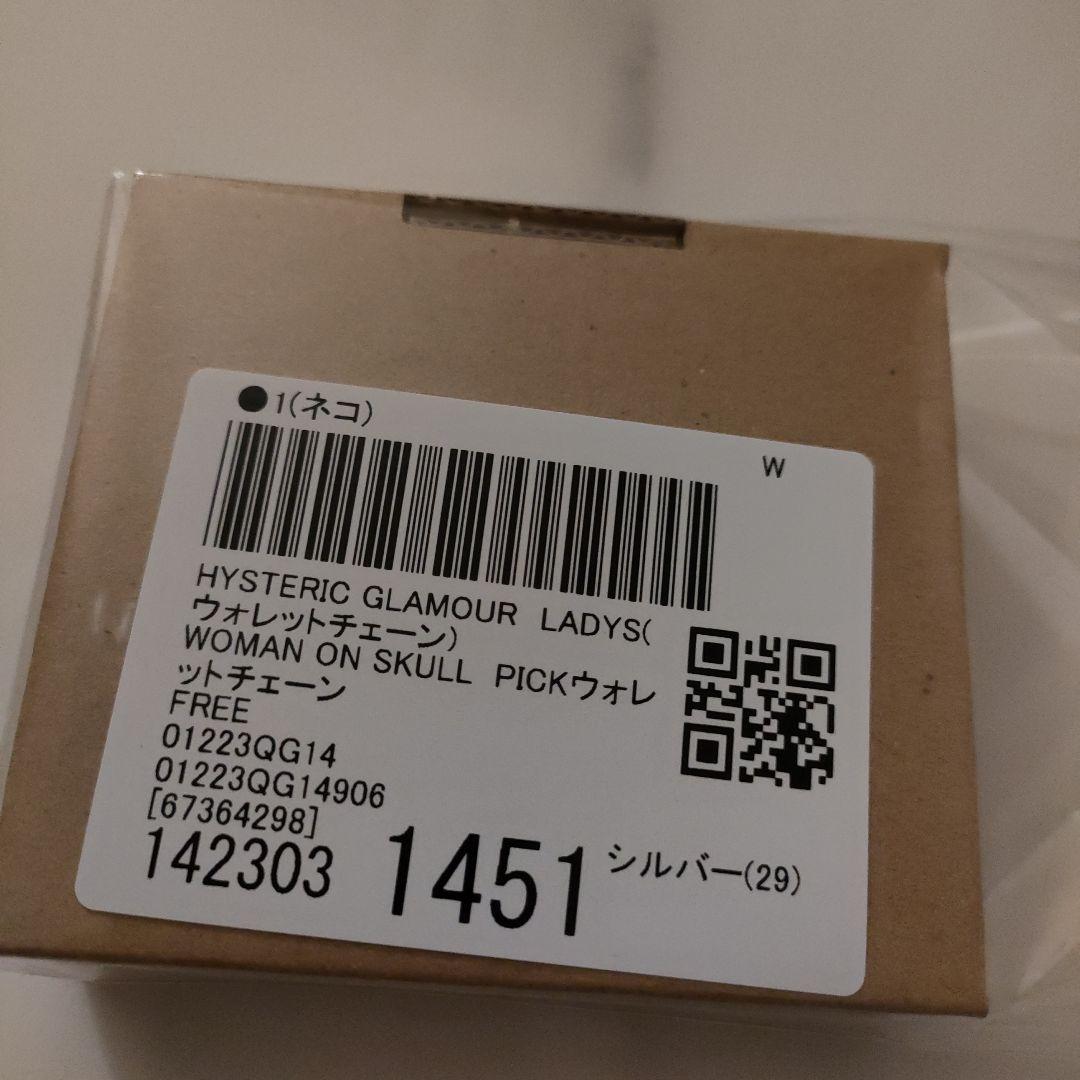 ●1(ネコ)
W
HYSTERIC GLAMOUR LADYS(
ウォレットチェーン)
WOMAN ON SKULL PICKウォレ
ットチェーン
FREE
01223QG14
01223QG14906
[67364298]
142303 1451 シルバー(29)